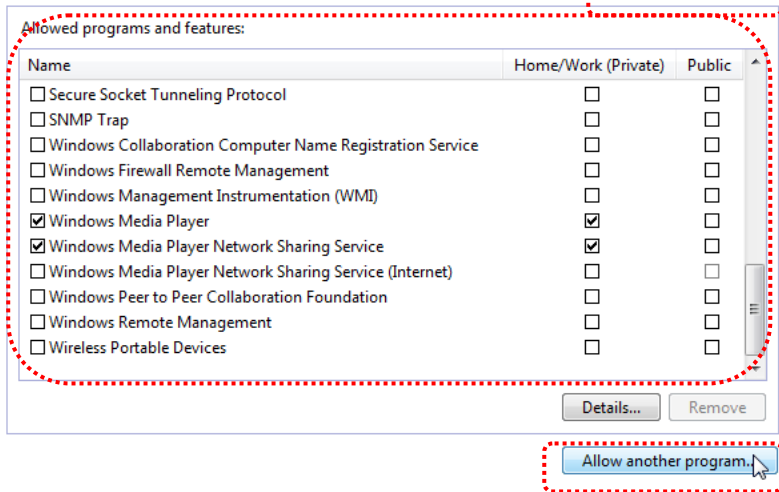 Allowed programs and features:
Name Home/Work (Private) Public
Secure Socket Tunneling Protocol
SNMP Trap
Windows Collaboration Computer Name Registration Service
Windows Firewall Remote Management
Windows Management Instrumentation (WMI)
Windows Media Player
Windows Media Player Network Sharing Service
Windows Media Player Network Sharing Service (Internet)
Windows Peer to Peer Collaboration Foundation
Windows Remote Management
Wireless Portable Devices
Details... Remove
Allow another program...